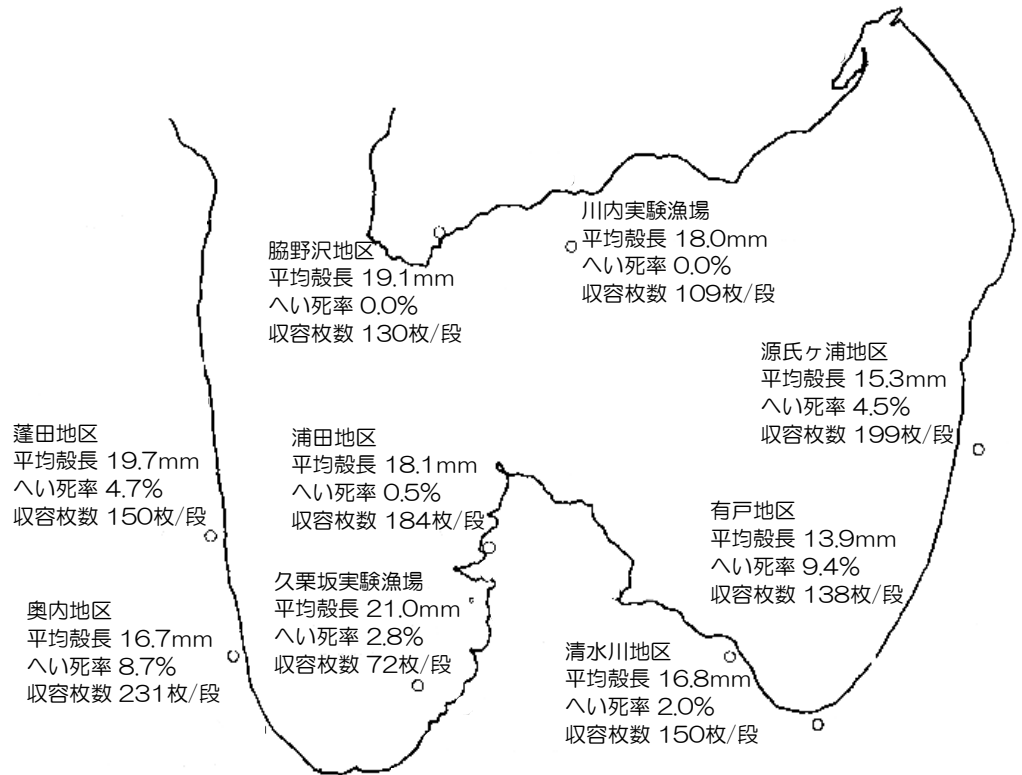 川内実験漁場
平均殻長 18.0mm
へい死率 0.0%
収容枚数 109枚/段
脇野沢地区
平均殻長 19.1mm
へい死率 0.0%
収容枚数 130枚/段
源氏ヶ浦地区
平均殻長 15.3mm
へい死率 4.5%
収容枚数 199枚/段
蓬田地区
平均殻長 19.7mm
へい死率 4.7%
収容枚数 150枚/段
浦田地区
平均殻長 18.1mm
へい死率 0.5%
収容枚数 184枚/段
有戸地区
平均殻長 13.9mm
へい死率 9.4%
収容枚数 138枚/段
久栗坂実験漁場
平均殻長 21.0mm
へい死率 2.8%
収容枚数 72枚/段
奥内地区
平均殻長 16.7mm
へい死率 8.7%
収容枚数 231枚/段
清水川地区
平均殻長 16.8mm
へい死率 2.0%
収容枚数 150枚/段